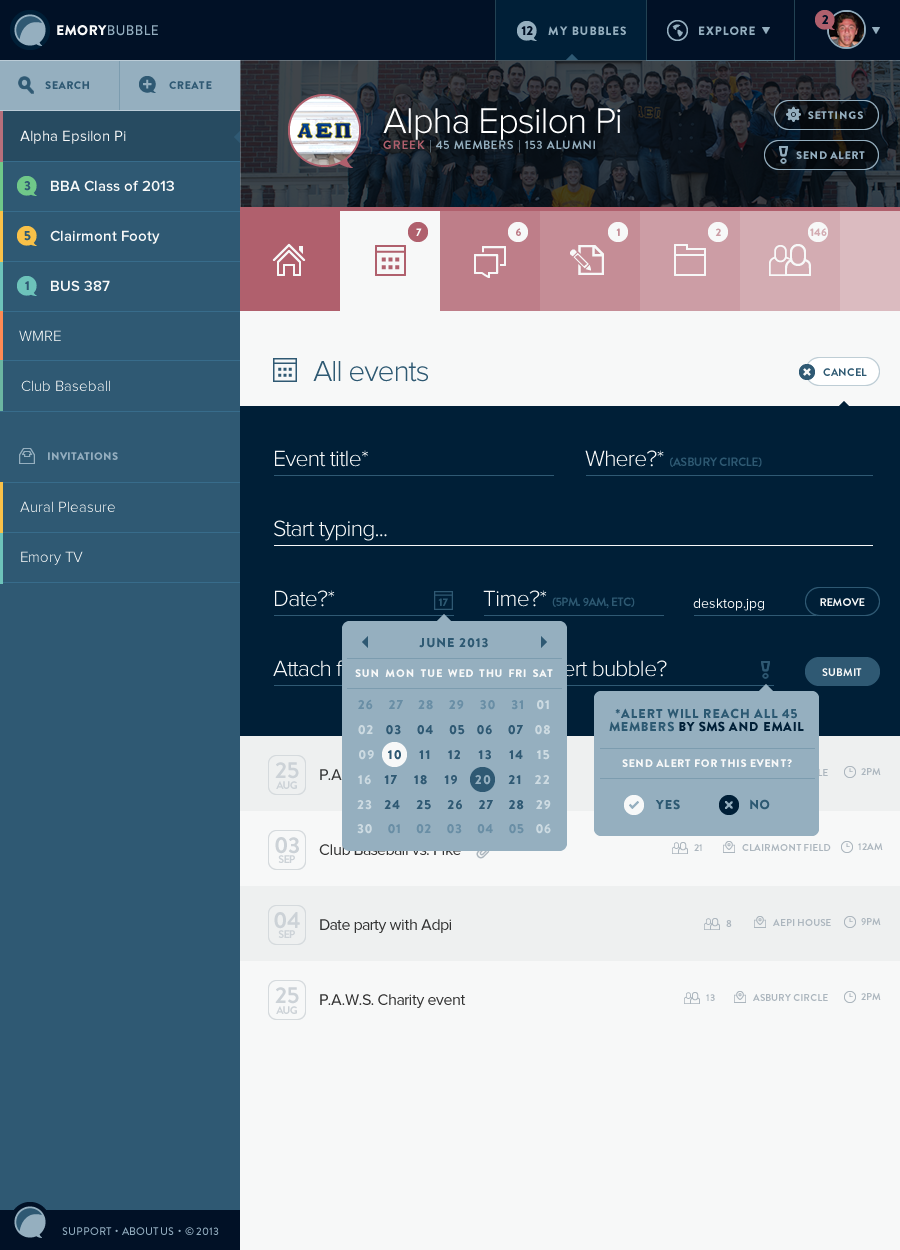 EMORYBUBBLE
12 MY BUBBLES
EXPLORE
2
SEARCH
CREATE
Alpha Epsilon Pi
3 BBA Class of 2013
5 Clairmont Footy
1 BUS 387
WMRE
Club Baseball
INVITATIONS
Aural Pleasure
Emory TV
SUPPORT • ABOUT US • © 2013
ΑΕΠ
Alpha Epsilon Pi
GREEK | 45 MEMBERS | 153 ALUMNI
SETTINGS
SEND ALERT
7
6
1
2
146
All events
CANCEL
Event title*
Where?* (ASBURY CIRCLE)
Start typing...
Date?*
17
Time?* (5PM. 9AM, ETC)
desktop.jpg
REMOVE
Attach f
ert bubble?
SUBMIT
JUNE 2013
SUN MON TUE WED THU FRI SAT
26 27 28 29 30 31 01
02 03 04 05 06 07 08
09 10 11 12 13 14 15
16 17 18 19 20 21 22
23 24 25 26 27 28 29
30 01 02 03 04 05 06
*ALERT WILL REACH ALL 45
MEMBERS BY SMS AND EMAIL
SEND ALERT FOR THIS EVENT?
YES
NO
25 AUG
P.A
LE
2PM
03 SEP
Club Baseball vs. Pike
21
CLAIRMONT FIELD
12AM
04 SEP
Date party with Adpi
8
AEPI HOUSE
9PM
25 AUG
P.A.W.S. Charity event
13
ASBURY CIRCLE
2PM